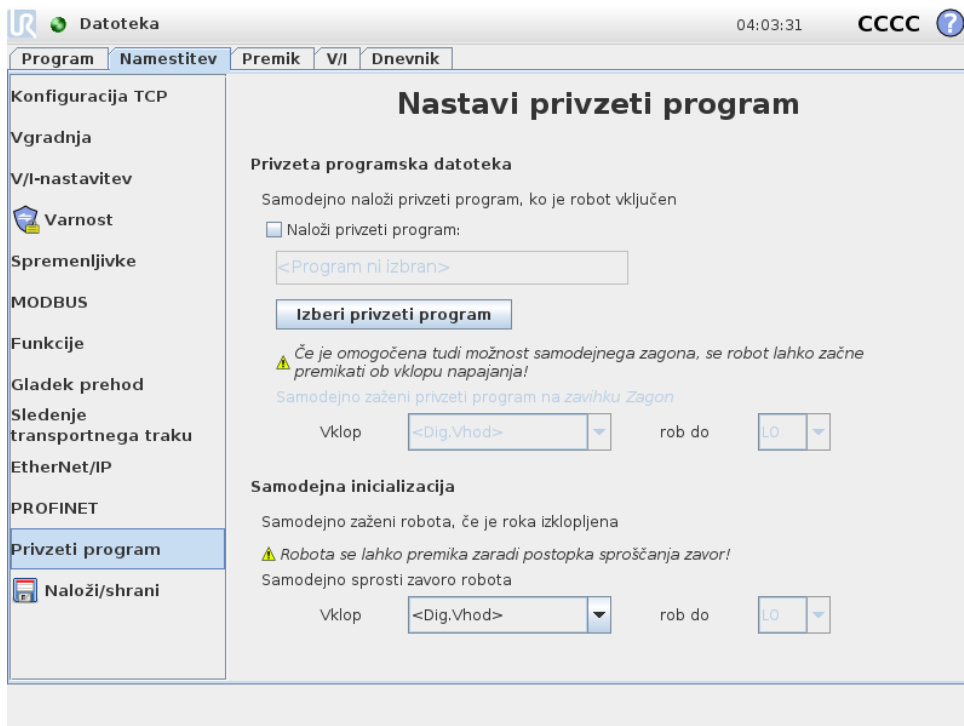 UR Datoteka 04:03:31 CCCC ?
Program Namestitev Premik V/I Dnevnik
Konfiguracija TCP
Vgradnja
V/I-nastavitev
Varnost
Spremenljivke
MODBUS
Funkcije
Gladek prehod
Sledenje
transportnega traku
EtherNet/IP
PROFINET
Privzeti program
Naloži/shrani
Nastavi privzeti program
Privzeta programska datoteka
Samodejno naloži privzeti program, ko je robot vključen
Naloži privzeti program:
<Program ni izbran>
Izberi privzeti program
Če je omogočena tudi možnost samodejnega zagona, se robot lahko začne
premikati ob vklopu napajanja!
Samodejno zaženi privzeti program na zavihku Zagon
Vklop <Dig.Vhod> rob do LO
Samodejna inicializacija
Samodejno zaženi robota, če je roka izklopljena
Robota se lahko premika zaradi postopka sproščanja zavor!
Samodejno sprosti zavoro robota
Vklop <Dig.Vhod> rob do LO